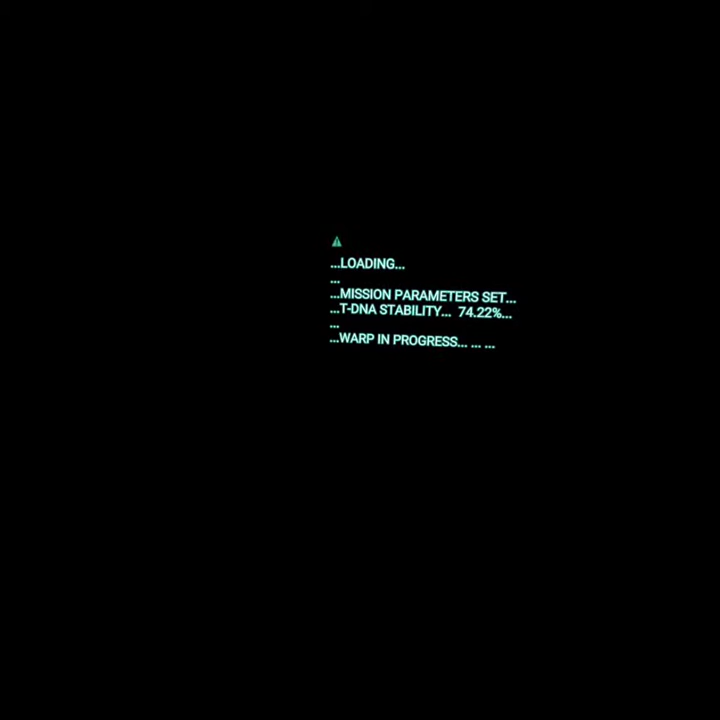 ...LOADING...
...
...MISSION PARAMETERS SET...
...T-DNA STABILITY... 74.22%...
...
...WARP IN PROGRESS... ... ...